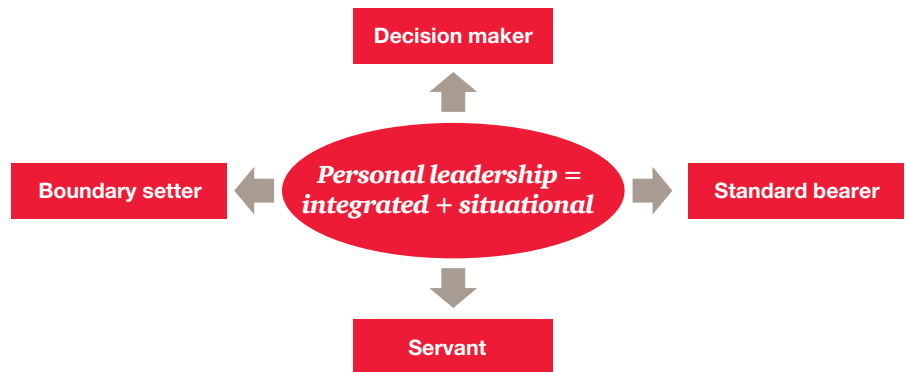 Decision maker
Boundary setter
Personal leadership =
integrated + situational
Standard bearer
Servant